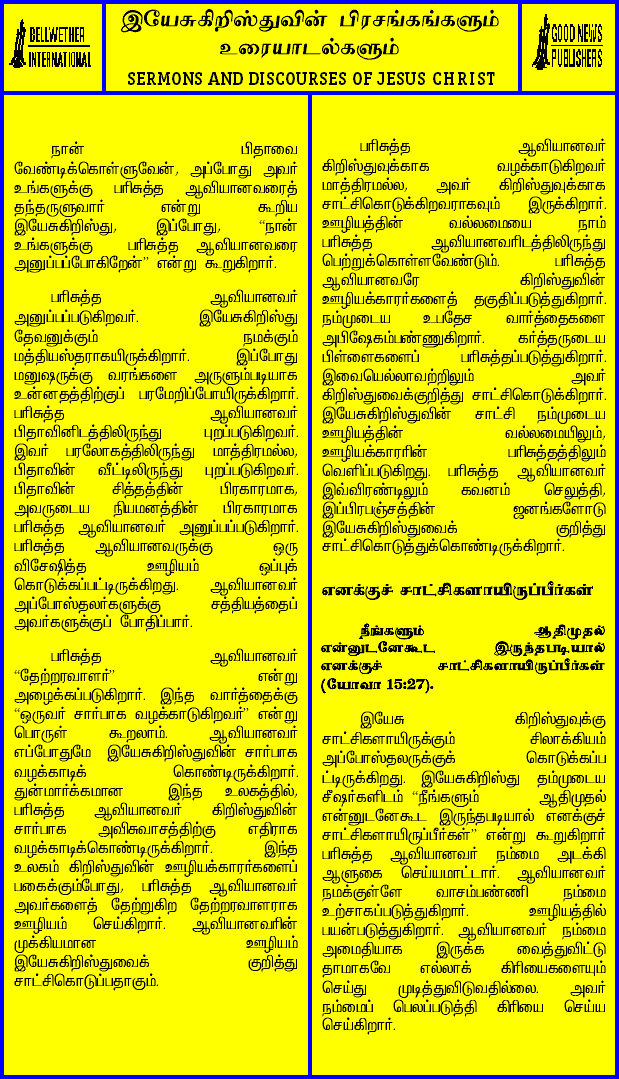 BELLWETHER
INTERNATIONAL
இயேசுகிறிஸ்துவின் பிரசங்கங்களும்
உரையாடல்களும்
SERMONS AND DISCOURSES OF JESUS CHRIST
GOOD NEWS
PUBLISHERS
நான் பிதாவை
வேண்டிக்கொள்ளுவேன், அப்போது அவர்
உங்களுக்கு பரிசுத்த ஆவியானவரைத்
தந்தருளுவார் என்று கூறிய
இயேசுகிறிஸ்து, இப்போது, “நான்
உங்களுக்கு பரிசுத்த ஆவியானவரை
அனுப்பப்போகிறேன்” என்று கூறுகிறார்.
பரிசுத்த ஆவியானவர்
அனுப்பப்படுகிறவர். இயேசுகிறிஸ்து
தேவனுக்கும் நமக்கும்
மத்தியஸ்தராகயிருக்கிறார். இப்போது
மனுஷருக்கு வரங்களை அருளும்படியாக
உன்னதத்திற்குப் பரமேறிப்போயிருக்கிறார்.
பரிசுத்த ஆவியானவர்
பிதாவினிடத்திலிருந்து புறப்படுகிறவர்.
இவர் பரலோகத்திலிருந்து மாத்திரமல்ல,
பிதாவின் வீட்டிலிருந்து புறப்படுகிறவர்.
பிதாவின் சித்தத்தின் பிரகாரமாக,
அவருடைய நியமனத்தின் பிரகாரமாக
பரிசுத்த ஆவியானவர் அனுப்பப்படுகிறார்.
பரிசுத்த ஆவியானவருக்கு ஒரு
விசேஷித்த ஊழியம் ஒப்புக்
கொடுக்கப்பட்டிருக்கிறது. ஆவியானவர்
அப்போஸ்தலர்களுக்கு சத்தியத்தைப்
அவர்களுக்குப் போதிப்பார்.
பரிசுத்த ஆவியானவர்
“தேற்றரவாளர்” என்று
அழைக்கப்படுகிறார். இந்த வார்த்தைக்கு
“ஒருவர் சார்பாக வழக்காடுகிறவர்” என்று
பொருள் கூறலாம். ஆவியானவர்
எப்போதுமே இயேசுகிறிஸ்துவின் சார்பாக
வழக்காடிக் கொண்டிருக்கிறார்.
துன்மார்க்கமான இந்த உலகத்தில்,
பரிசுத்த ஆவியானவர் கிறிஸ்துவின்
சார்பாக அவிசுவாசத்திற்கு எதிராக
வழக்காடிக்கொண்டிருக்கிறார். இந்த
உலகம் கிறிஸ்துவின் ஊழியக்காரர்களைப்
பகைக்கும்போது, பரிசுத்த ஆவியானவர்
அவர்களைத் தேற்றுகிற தேற்றரவாளராக
ஊழியம் செய்கிறார். ஆவியானவரின்
முக்கியமான ஊழியம்
இயேசுகிறிஸ்துவைக் குறித்து
சாட்சிகொடுப்பதாகும்.
பரிசுத்த ஆவியானவர்
கிறிஸ்துவுக்காக வழக்காடுகிறவர்
மாத்திரமல்ல, அவர் கிறிஸ்துவுக்காக
சாட்சிகொடுக்கிறவராகவும் இருக்கிறார்.
ஊழியத்தின் வல்லமையை நாம்
பரிசுத்த ஆவியானவரிடத்திலிருந்து
பெற்றுக்கொள்ளவேண்டும். பரிசுத்த
ஆவியானவரே கிறிஸ்துவின்
ஊழியக்காரர்களைத் தகுதிப்படுத்துகிறார்.
நம்முடைய உபதேச வார்த்தைகளை
அபிஷேகம்பண்ணுகிறார். கர்த்தருடைய
பிள்ளைகளைப் பரிசுத்தப்படுத்துகிறார்.
இவையெல்லாவற்றிலும் அவர்
கிறிஸ்துவைக்குறித்து சாட்சிகொடுக்கிறார்.
இயேசுகிறிஸ்துவின் சாட்சி நம்முடைய
ஊழியத்தின் வல்லமையிலும்,
ஊழியக்காரரின் பரிசுத்தத்திலும்
வெளிப்படுகிறது. பரிசுத்த ஆவியானவர்
இவ்விரண்டிலும் கவனம் செலுத்தி,
இப்பிரபஞ்சத்தின் ஜனங்களோடு
இயேசுகிறிஸ்துவைக் குறித்து
சாட்சிகொடுத்துக்கொண்டிருக்கிறார்.
எனக்குச் சாட்சிகளாயிருப்பீர்கள்
நீங்களும் ஆதிமுதல்
என்னுடனேகூட இருந்தபடியால்
எனக்குச் சாட்சிகளாயிருப்பீர்கள்
(யோவா 15:27).
இயேசு கிறிஸ்துவுக்கு
சாட்சிகளாயிருக்கும் சிலாக்கியம்
அப்போஸ்தலருக்குக் கொடுக்கப்ப
ட்டிருக்கிறது. இயேசுகிறிஸ்து தம்முடைய
சீஷர்களிடம் “நீங்களும் ஆதிமுதல்
என்னுடனேகூட இருந்தபடியால் எனக்குச்
சாட்சிகளாயிருப்பீர்கள்” என்று கூறுகிறார்
பரிசுத்த ஆவியானவர் நம்மை அடக்கி
ஆளுகை செய்யமாட்டார். ஆவியானவர்
நமக்குள்ளே வாசம்பண்ணி நம்மை
உற்சாகப்படுத்துகிறார். ஊழியத்தில்
பயன்படுத்துகிறார். ஆவியானவர் நம்மை
அமைதியாக இருக்க வைத்துவிட்டு
தாமாகவே எல்லாக் கிரியைகளையும்
செய்து முடித்துவிடுவதில்லை. அவர்
நம்மைப் பெலப்படுத்தி கிரியை செய்ய
செய்கிறார்.